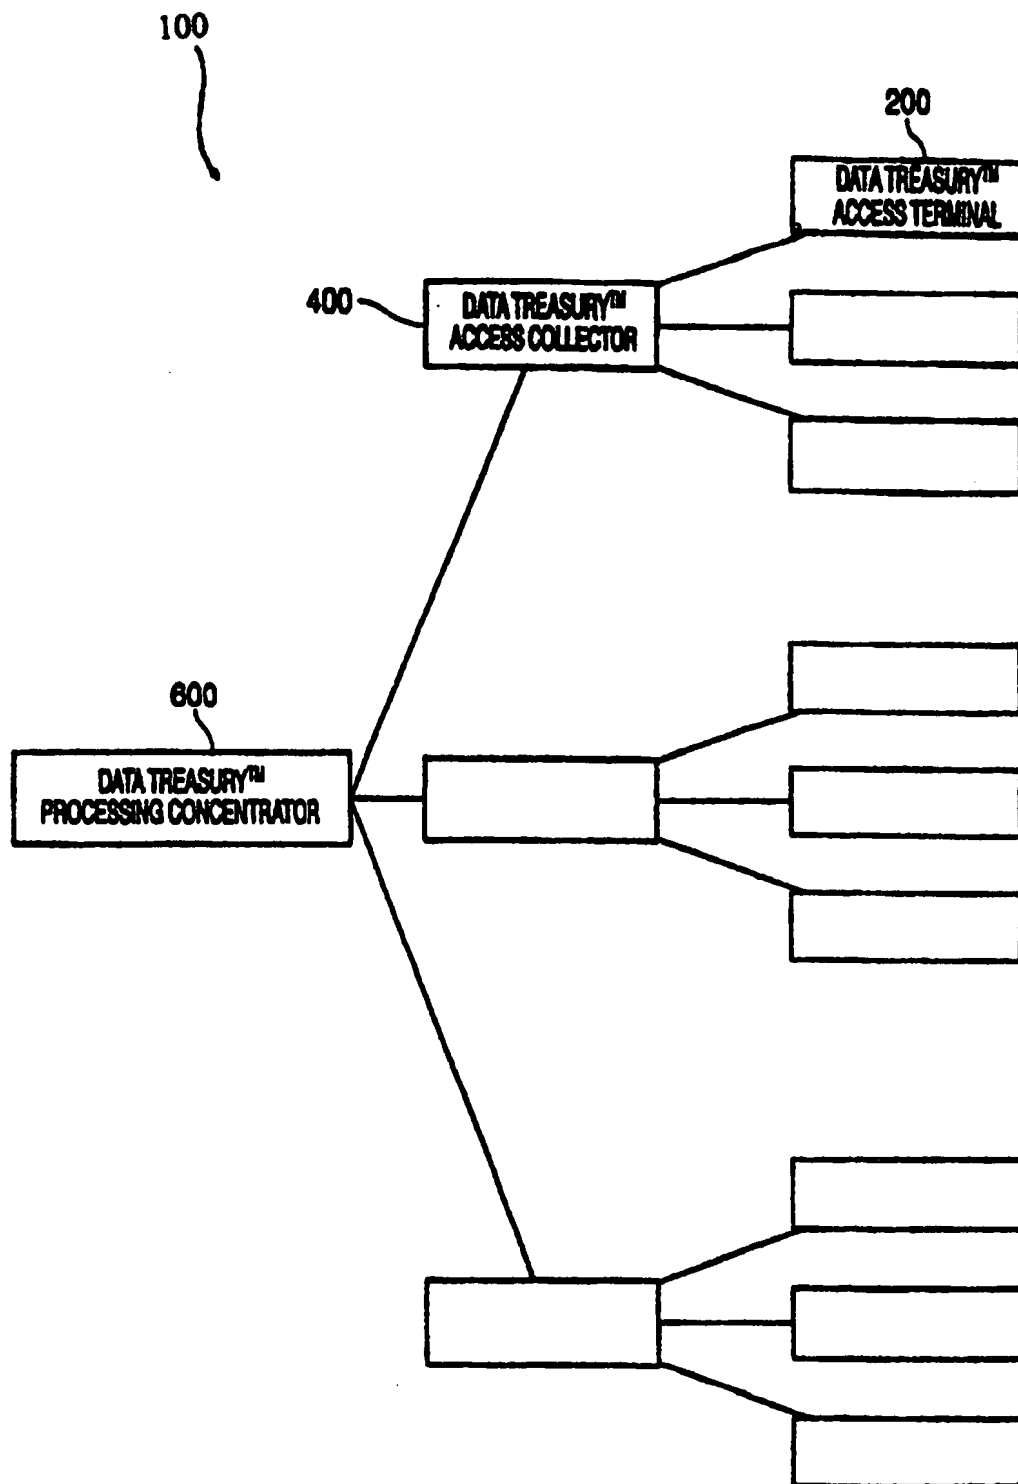 100
200
DATA TREASURY™
ACCESS TERMINAL
400
DATA TREASURY™
ACCESS COLLECTOR
600
DATA TREASURY™
PROCESSING CONCENTRATOR